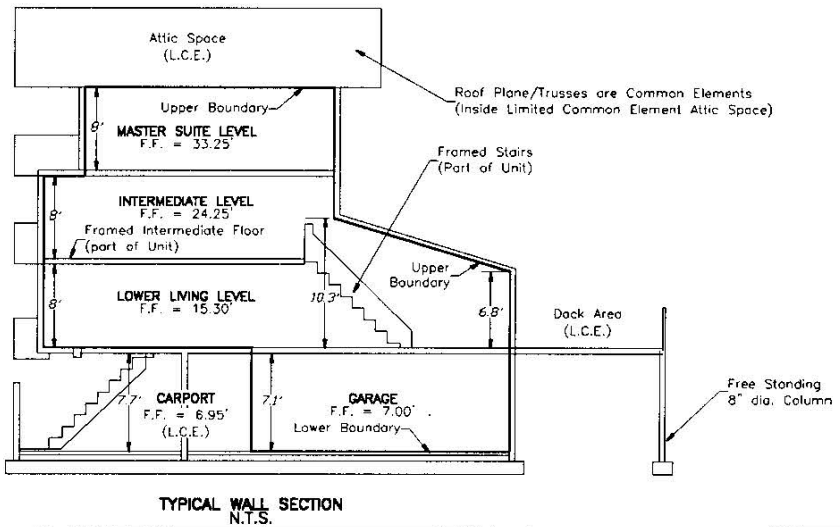 Attic Space
(L.C.E.)
Roof Plane/Trusses are Common Elements
(Inside Limited Common Element Attic Space)
Upper Boundary
8'
MASTER SUITE LEVEL
F.F. = 33.25'
Framed Stairs
(Part of Unit)
INTERMEDIATE LEVEL
F.F. = 24.25'
8'
Framed Intermediate Floor
(part of Unit)
Upper
Boundary
LOWER LIVING LEVEL
F.F. = 15.30'
8'
10.3'
6.8'
Dack Area
(L.C.E.)
CARPORT
F.F. = 6.95'
(L.C.E.)
7.7'
7.1'
GARAGE
F.F. = 7.00'
Lower Boundary
Free Standing
8" dia. Column
TYPICAL WALL SECTION
N.T.S.